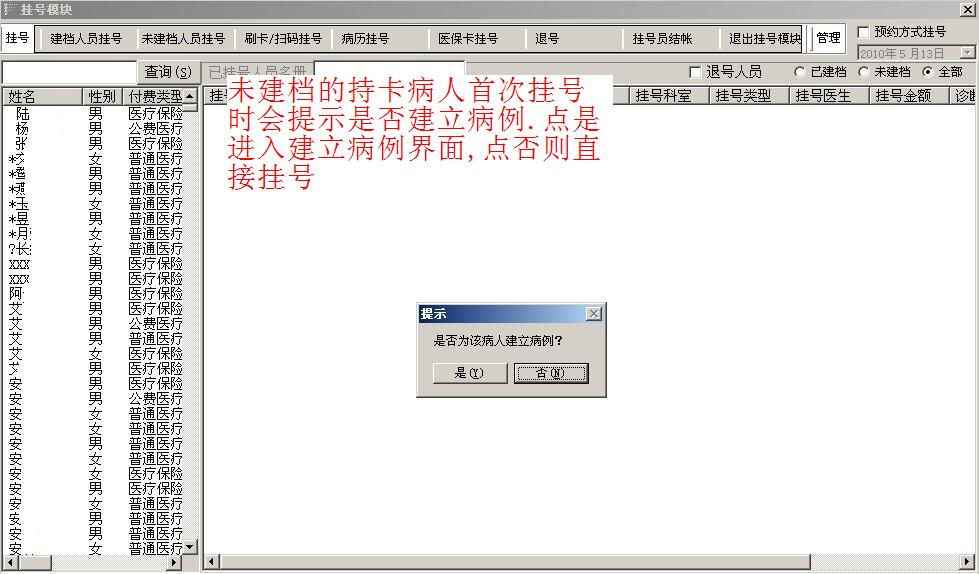 挂号模块
挂号 建档人员挂号 未建档人员挂号 刷卡/扫码挂号 病历挂号 医保卡挂号 退号 挂号员结帐 退出挂号模块 管理 预约方式挂号
2010年 5 月13日
查询(S) 已挂号人员名册 退号人员 已建档 未建档 全部
姓名 性别 付费类型 挂号科室 挂号类型 挂号医生 挂号金额
未建档的持卡病人首次挂号
时会提示是否建立病例.点是
进入建立病例界面,点否则直
接挂号
陆 男 医疗保险
杨 男 公费医疗
张 男 医疗保险
女 普通医疗
男 普通医疗
男 普通医疗
*玉 女 普通医疗
*昱 男 普通医疗
*月 女 普通医疗
?长 女 普通医疗
XXX 男 医疗保险
XXX 男 医疗保险
阿 男 医疗保险
艾 男 医疗保险
艾 男 公费医疗
艾 男 普通医疗
艾 女 医疗保险
艾 男 医疗保险
安 男 医疗保险
安 男 公费医疗
安 女 普通医疗
安 女 普通医疗
安 男 普通医疗
安 女 普通医疗
安 女 医疗保险
安 男 医疗保险
安 女 普通医疗
安 男 普通医疗
安 男 普通医疗
安 女 普通医疗
提示
是否为该病人建立病例?
是(Y) 否(N)